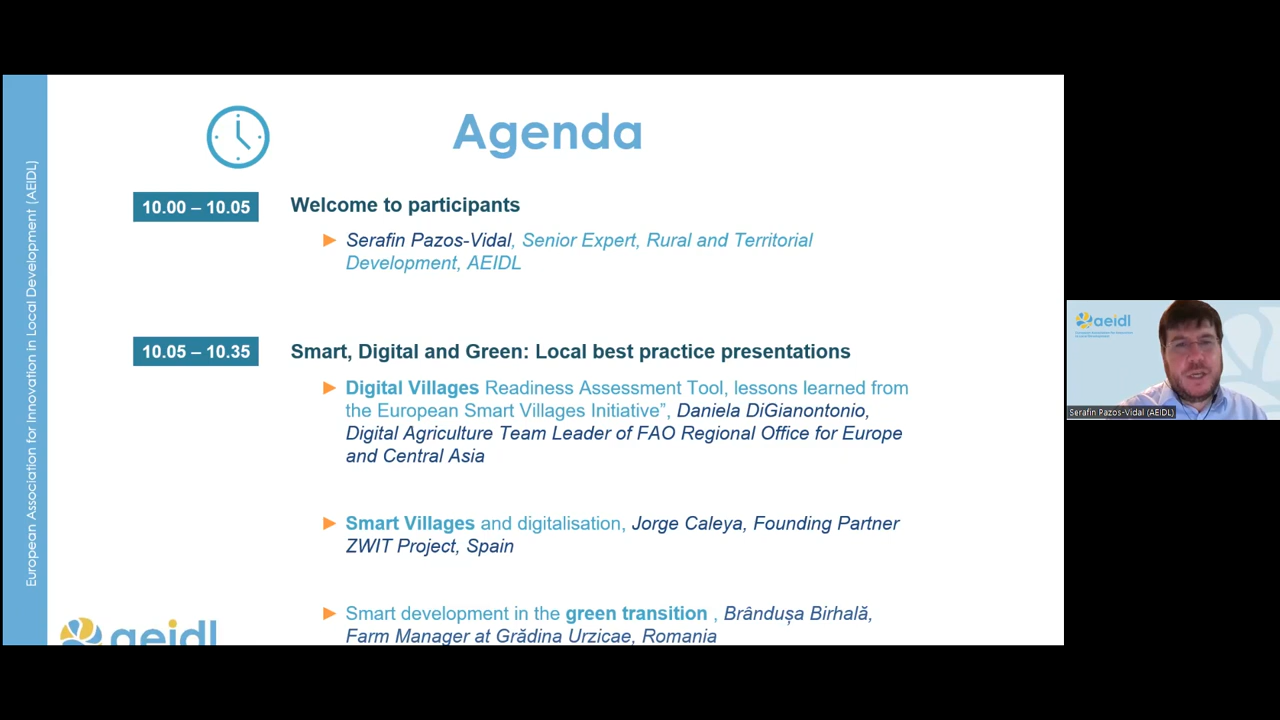 Agenda
10.00 – 10.05
Welcome to participants
Serafin Pazos-Vidal, Senior Expert, Rural and Territorial
Development, AEIDL
10.05 – 10.35
Smart, Digital and Green: Local best practice presentations
Digital Villages Readiness Assessment Tool, lessons learned from
the European Smart Villages Initiative”, Daniela DiGianontonio,
Digital Agriculture Team Leader of FAO Regional Office for Europe
and Central Asia
Smart Villages and digitalisation, Jorge Caleya, Founding Partner
ZWIT Project, Spain
Smart development in the green transition , Brândușa Birhală,
Farm Manager at Grădina Urzicae, Romania
European Association for Innovation in Local Development (AEIDL)
aeidl
aeidl
Serafin Pazos-Vidal (AEIDL)